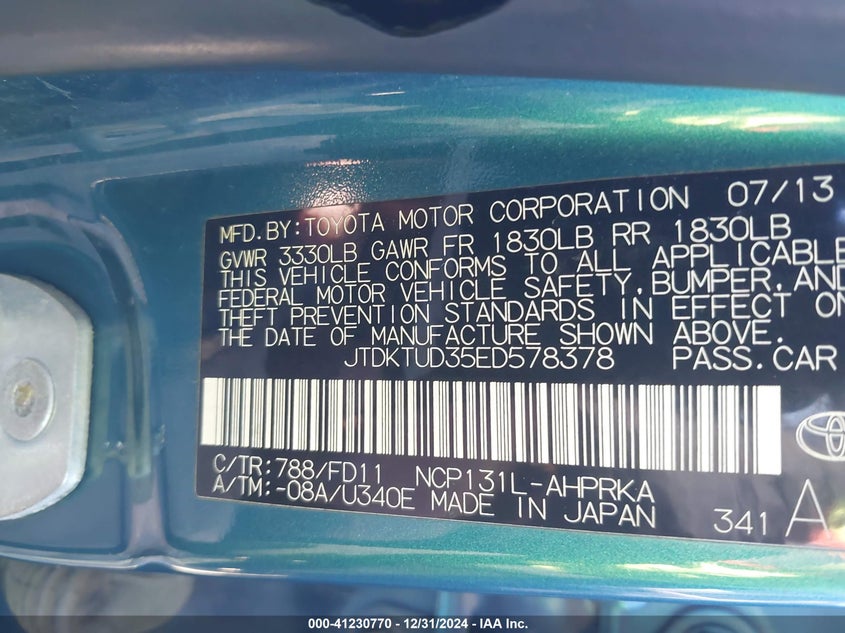 MFD.BY:TOYOTA MOTOR CORPORATION 07/13
GVWR 3330LB GAWR FR 1830LB RR 1830LB
THIS VEHICLE CONFORMS TO ALL APPLICABLE
FEDERAL MOTOR VEHICLE SAFETY,BUMPER,AND
THEFT PREVENTION STANDARDS IN EFFECT ON
THE DATE OF MANUFACTURE SHOWN ABOVE.
JTDKTUD35ED578378 PASS.CAR
C/TR:788/FD11 NCP131L-AHPRKA
A/TM:-08A/U340E MADE IN JAPAN 341 A
000-41230770 - 12/31/2024 - IAA Inc.